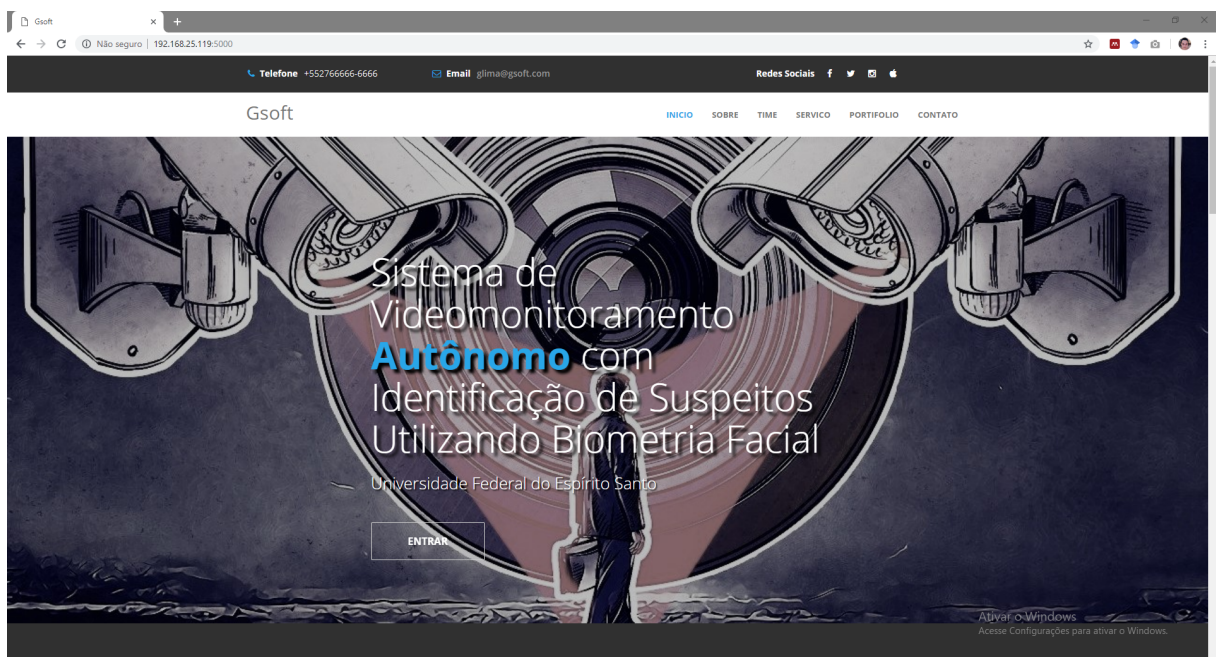 Gsoft
Não seguro | 192.168.25.119:5000
Telefone +552766666-6666 Email glima@gsoft.com Redes Sociais
Gsoft INICIO SOBRE TIME SERVICO PORTIFOLIO CONTATO
Sistema de
Videomonitoramento
Autônomo com
Identificação de Suspeitos
Utilizando Biometria Facial
Universidade Federal do Espírito Santo
ENTRAR
Ativar o Windows
Acesse Configurações para ativar o Windows.